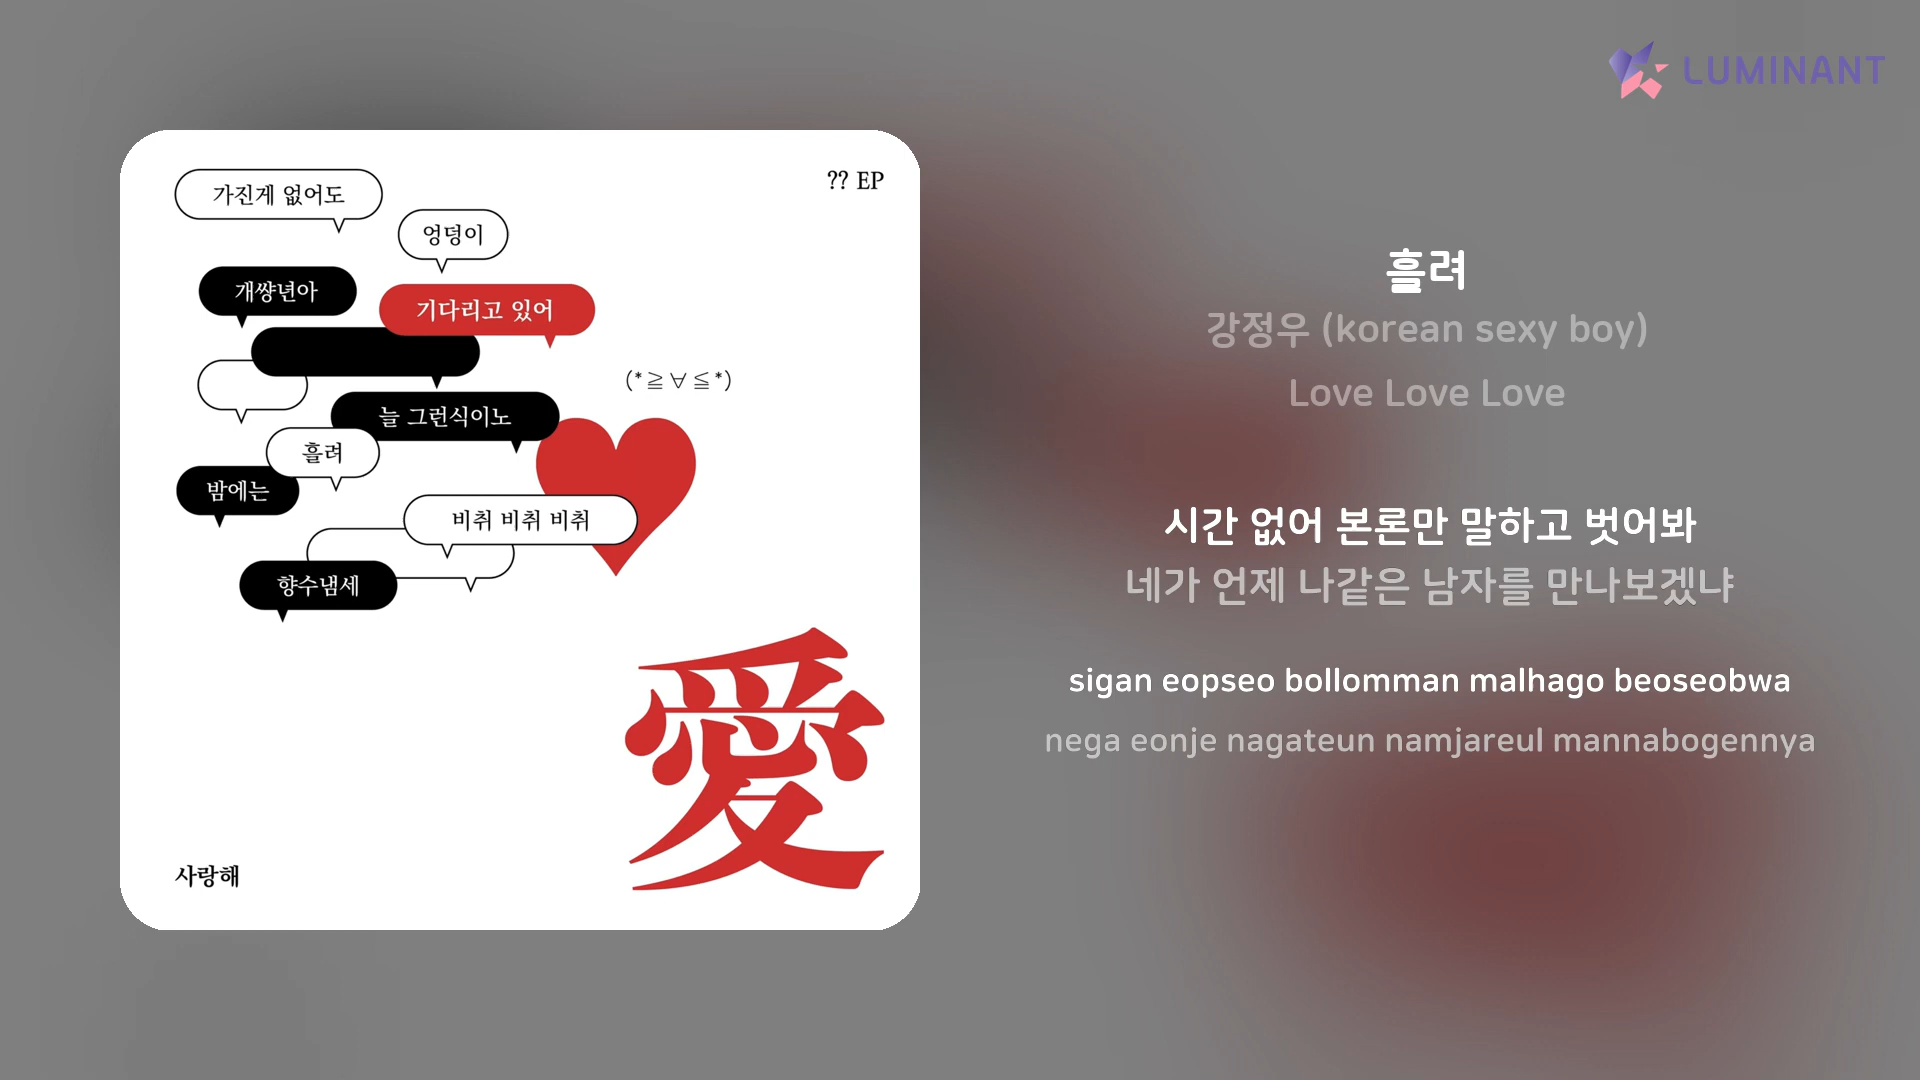 가진게 없어도
?? EP
엉덩이
개썅년아
기다리고 있어
(*≧∀≦*)
늘 그런식이노
흘려
밤에는
비취 비취 비취
향수냄세
愛
사랑해
LUMINANT
흘려
강정우 (korean sexy boy)
Love Love Love
시간 없어 본론만 말하고 벗어봐
네가 언제 나같은 남자를 만나보겠냐
sigan eopseo bollomman malhago beoseobwa
nega eonje nagateun namjareul mannabogennya